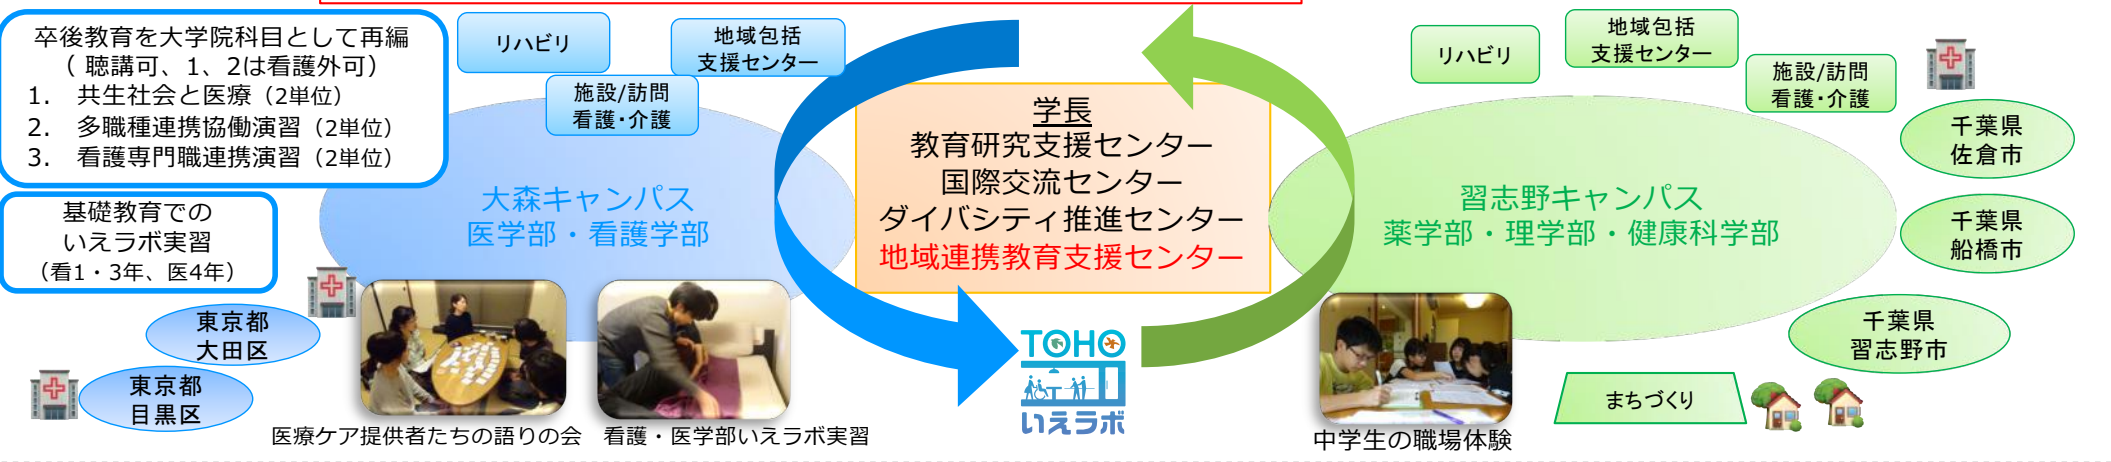 卒後教育を大学院科目として再編
（ 聴講可、1、2は看護外可）
1. 共生社会と医療（2単位）
2. 多職種連携協働演習（2単位）
3. 看護専門職連携演習（2単位）
基礎教育での
いえラボ実習
（看1・3年、医4年）
リハビリ
地域包括
支援センター
施設/訪問
看護・介護
大森キャンパス
医学部・看護学部
東京都
大田区
東京都
目黒区
医療ケア提供者たちの語りの会
看護・医学部いえラボ実習
学長
教育研究支援センター
国際交流センター
ダイバシティ推進センター
地域連携教育支援センター
TOHO
いえラボ
リハビリ
地域包括
支援センター
施設/訪問
看護・介護
習志野キャンパス
薬学部・理学部・健康科学部
千葉県
佐倉市
千葉県
船橋市
千葉県
習志野市
まちづくり
中学生の職場体験